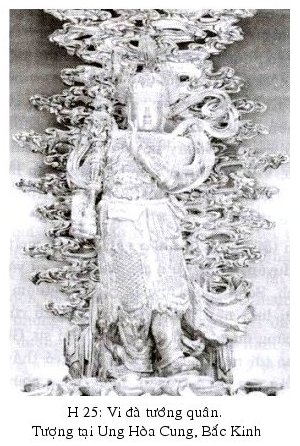 H 25: Vi đà tướng quân.
Tượng tại Ung Hòa Cung, Bắc Kinh